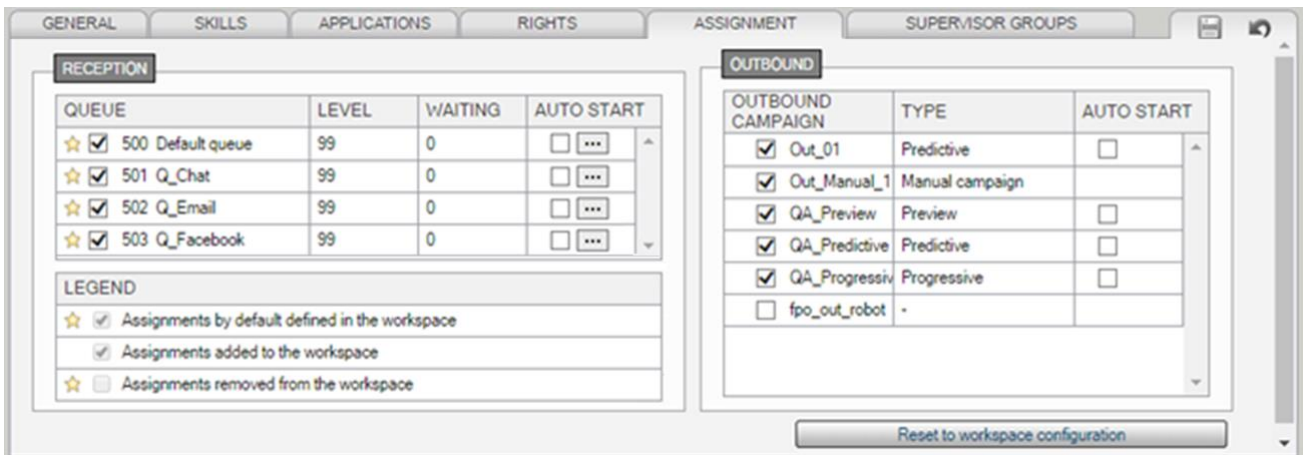 GENERAL SKILLS APPLICATIONS RIGHTS ASSIGNMENT SUPERVISOR GROUPS
RECEPTION
QUEUE LEVEL WAITING AUTO START
500 Default queue 99 0 ...
501 Q_Chat 99 0 ...
502 Q_Email 99 0 ...
503 Q_Facebook 99 0 ...
LEGEND
Assignments by default defined in the workspace
Assignments added to the workspace
Assignments removed from the workspace
OUTBOUND
OUTBOUND
CAMPAIGN TYPE AUTO START
Out_01 Predictive
Out_Manual_1 Manual campaign
QA_Preview Preview
QA_Predictive Predictive
QA_Progressiv Progressive
fpo_out_robot -
Reset to workspace configuration